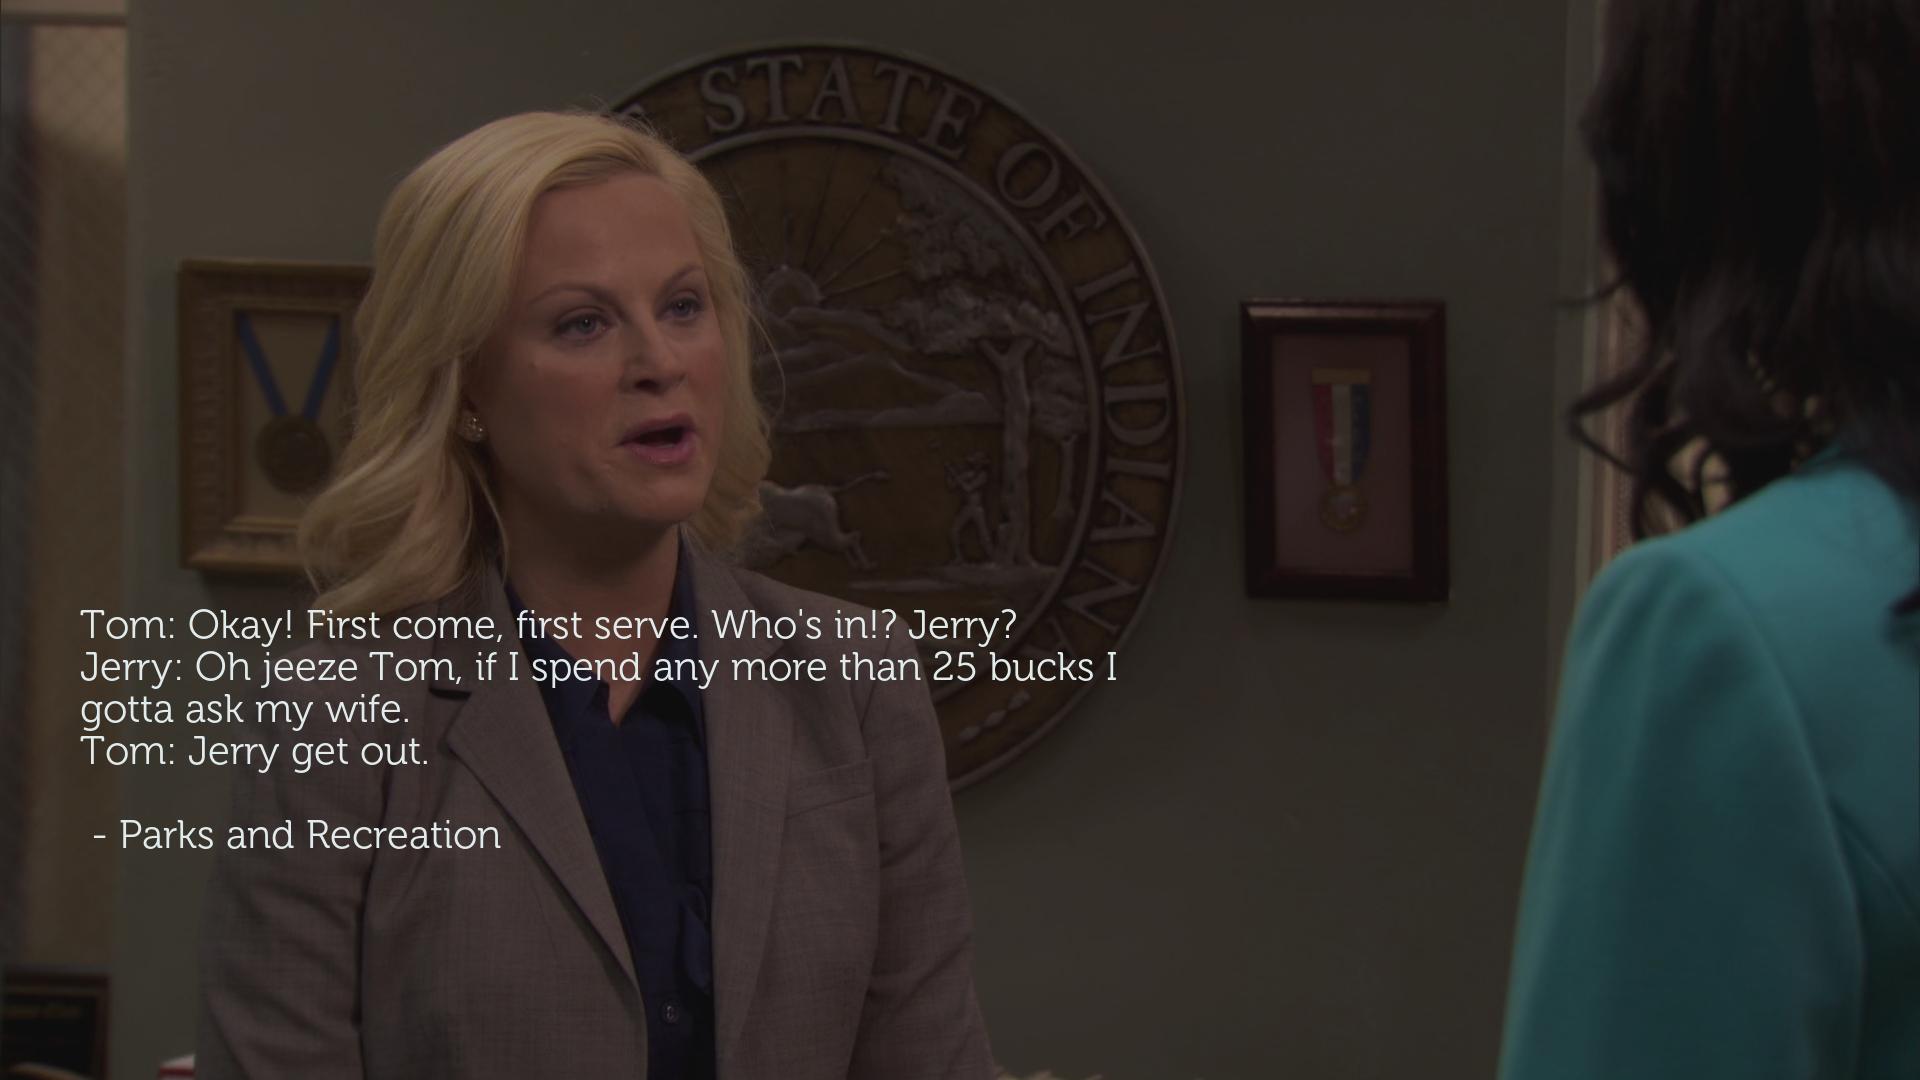 STATE OF INDIANA
Tom: Okay! First come, first serve. Who's in!? Jerry?
Jerry: Oh jeeze Tom, if I spend any more than 25 bucks I
gotta ask my wife.
Tom: Jerry get out.
- Parks and Recreation